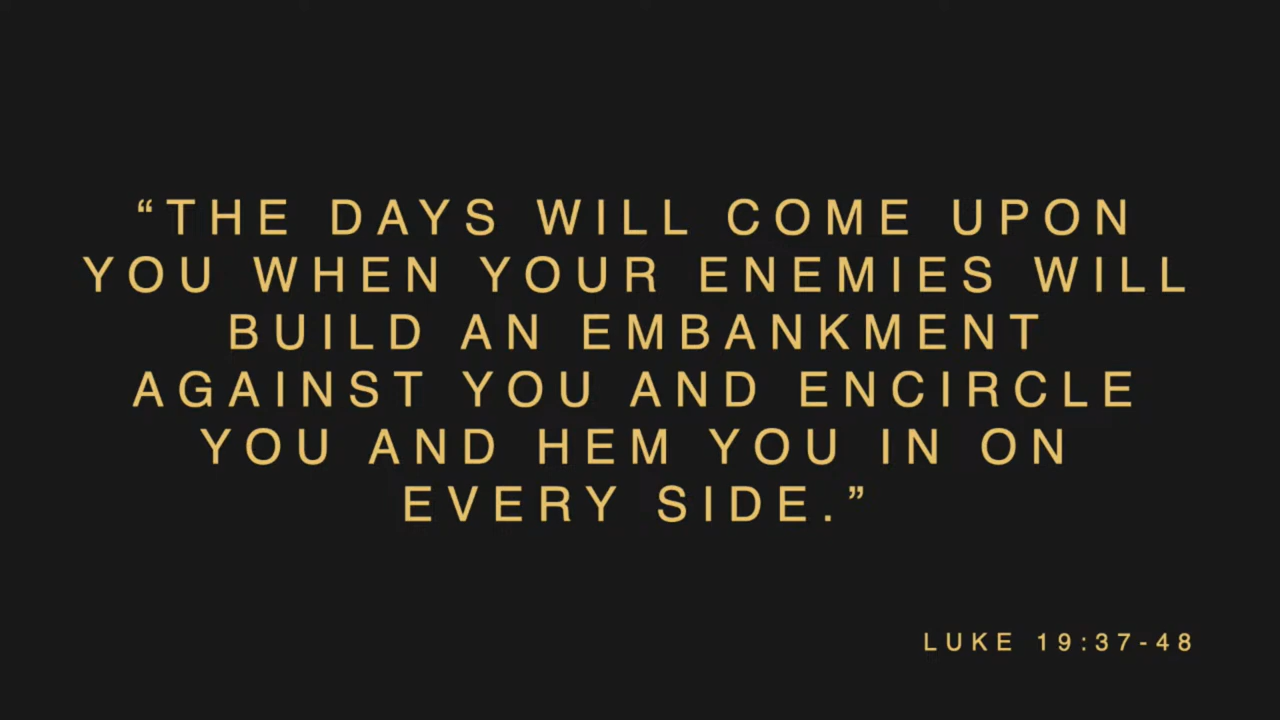 “THE DAYS WILL COME UPON
YOU WHEN YOUR ENEMIES WILL
BUILD AN EMBANKMENT
AGAINST YOU AND ENCIRCLE
YOU AND HEM YOU IN ON
EVERY SIDE.”
LUKE 19:37-48